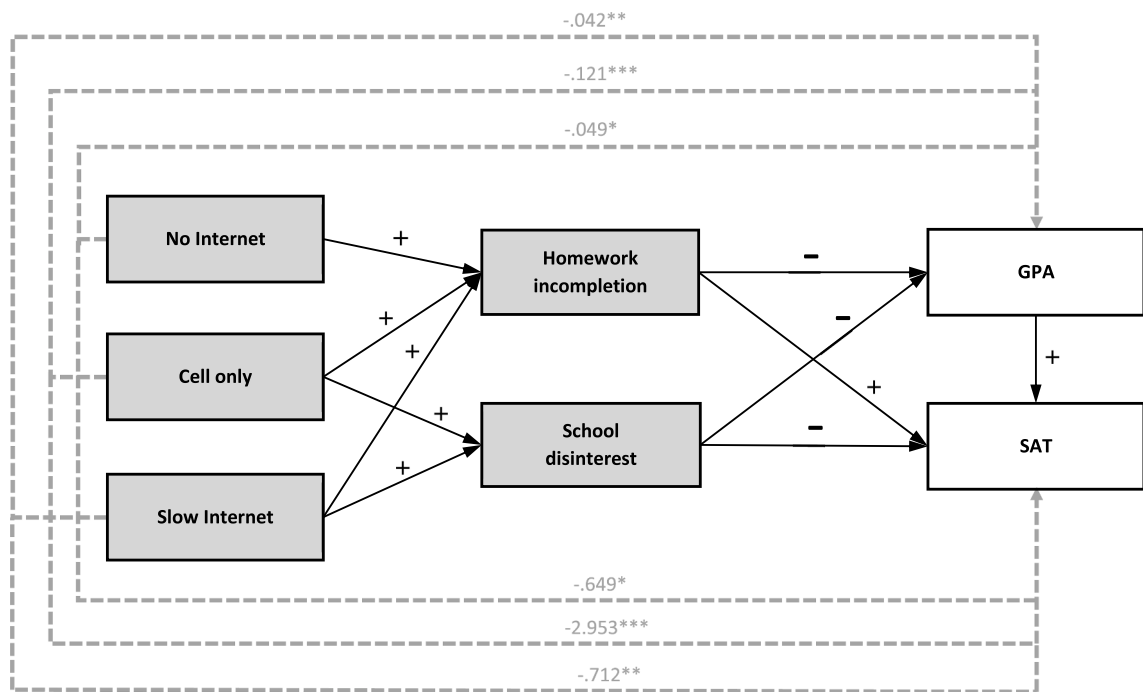 -.042**
-.121***
-.049*
No Internet
+
Homework
incompletion
-
GPA
+
-
+
Cell only
+
+
+
School
disinterest
-
SAT
+
Slow Internet
-.649*
-2.953***
-.712**